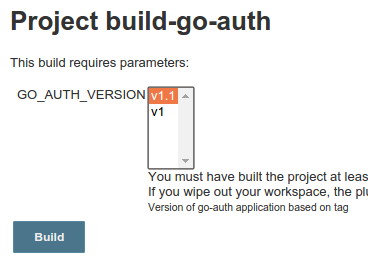 Project build-go-auth
This build requires parameters:
GO_AUTH_VERSION
v1.1
v1
You must have built the project at leas
If you wipe out your workspace, the plu
Version of go-auth application based on tag
Build